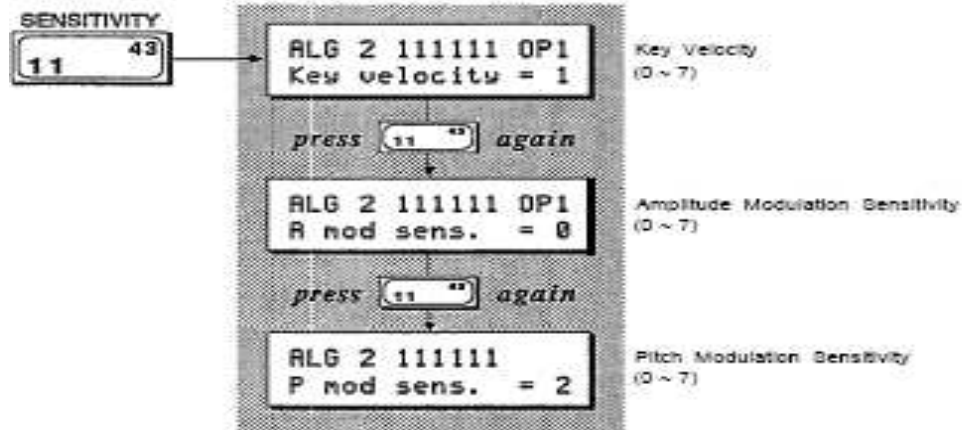 SENSITIVITY
11 43
ALG 2 111111 OP1
Key velocity = 1
Key Velocity
(0 ~ 7)
press 11 43 again
ALG 2 111111 OP1
A mod sens. = 0
Amplitude Modulation Sensitivity
(0 ~ 7)
press 11 43 again
ALG 2 111111
P mod sens. = 2
Pitch Modulation Sensitivity
(0 ~ 7)